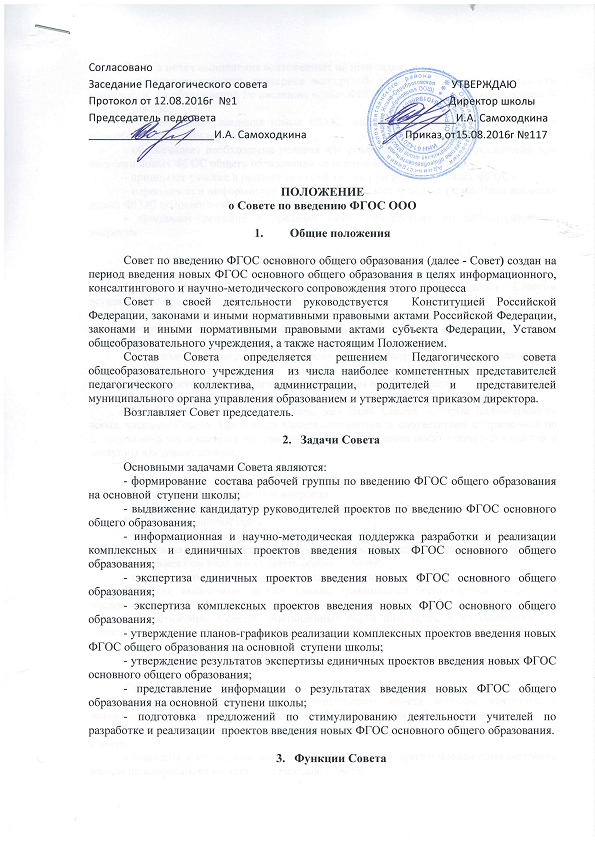 Согласовано
Заседание Педагогического совета УТВЕРЖДАЮ
Протокол от 12.08.2016г №1 Директор школы
Председатель педсовета И.А. Самоходкина
И.А. Самоходкина Приказ от15.08.2016г №117
ПОЛОЖЕНИЕ
о Совете по введению ФГОС ООО
1. Общие положения
Совет по введению ФГОС основного общего образования (далее - Совет) создан на
период введения новых ФГОС основного общего образования в целях информационного,
консалтингового и научно-методического сопровождения этого процесса
Совет в своей деятельности руководствуется Конституцией Российской
Федерации, законами и иными нормативными правовыми актами Российской Федерации,
законами и иными нормативными правовыми актами субъекта Федерации, Уставом
общеобразовательного учреждения, а также настоящим Положением.
Состав Совета определяется решением Педагогического совета
общеобразовательного учреждения из числа наиболее компетентных представителей
педагогического коллектива, администрации, родителей и представителей
муниципального органа управления образованием и утверждается приказом директора.
Возглавляет Совет председатель.
2. Задачи Совета
Основными задачами Совета являются:
- формирование состава рабочей группы по введению ФГОС общего образования
на основной ступени школы;
- выдвижение кандидатур руководителей проектов по введению ФГОС основного
общего образования;
- информационная и научно-методическая поддержка разработки и реализации
комплексных и единичных проектов введения новых ФГОС основного общего
образования;
- экспертиза единичных проектов введения новых ФГОС основного общего
образования;
- экспертиза комплексных проектов введения новых ФГОС основного общего
образования;
- утверждение планов-графиков реализации комплексных проектов введения новых
ФГОС общего образования на основной ступени школы;
- утверждение результатов экспертизы единичных проектов введения новых ФГОС
основного общего образования;
- представление информации о результатах введения новых ФГОС общего
образования на основной ступени школы;
- подготовка предложений по стимулированию деятельности учителей по
разработке и реализации проектов введения новых ФГОС основного общего образования.
3. Функции Совета